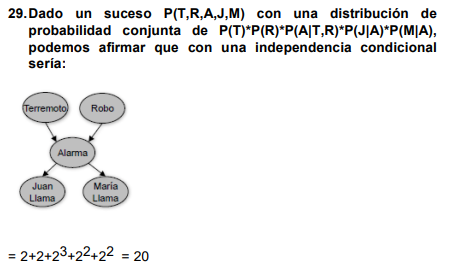 29. Dado un suceso P(T,R,A,J,M) con una distribución de
probabilidad conjunta de P(T)*P(R)*P(A|T,R)*P(J|A)*P(M|A),
podemos afirmar que con una independencia condicional
sería:
Terremoto Robo
Alarma
Juan Maria
Llama Llama
= 2+2+2³+2²+2² = 20